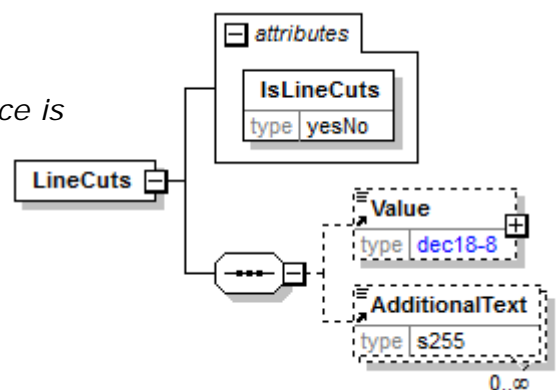 attributes
IsLineCuts
type yesNo
ce is
LineCuts
Value
type dec18-8
AdditionalText
type s255
0..∞